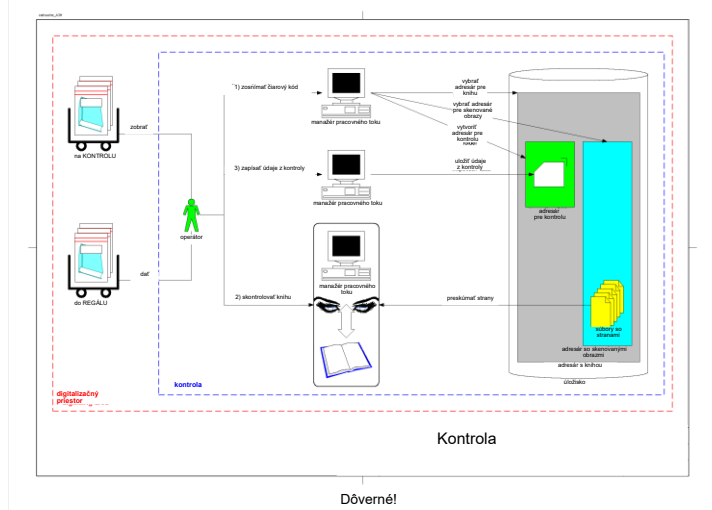 zobrať
na KONTROLU
1) zosnímať čiarový kód
manažér pracovného toku
vybrať
adresár pre
knihu
vybrať adresár
pre skenované
obrazy
vytvoriť
adresár pre
kontrolu
3) zapísať údaje z kontroly
manažér pracovného toku
uložiť údaje
z kontroly
adresár
pre kontrolu
operátor
dať
do REGÁLU
manažér pracovného
toku
2) skontrolovať knihu
preskúmať strany
súbory so
stranami
adresár so skenovanými
obrazmi
adresár s knihou
úložisko
kontrola
digitalizačný
priestor
Kontrola
Dôverné!